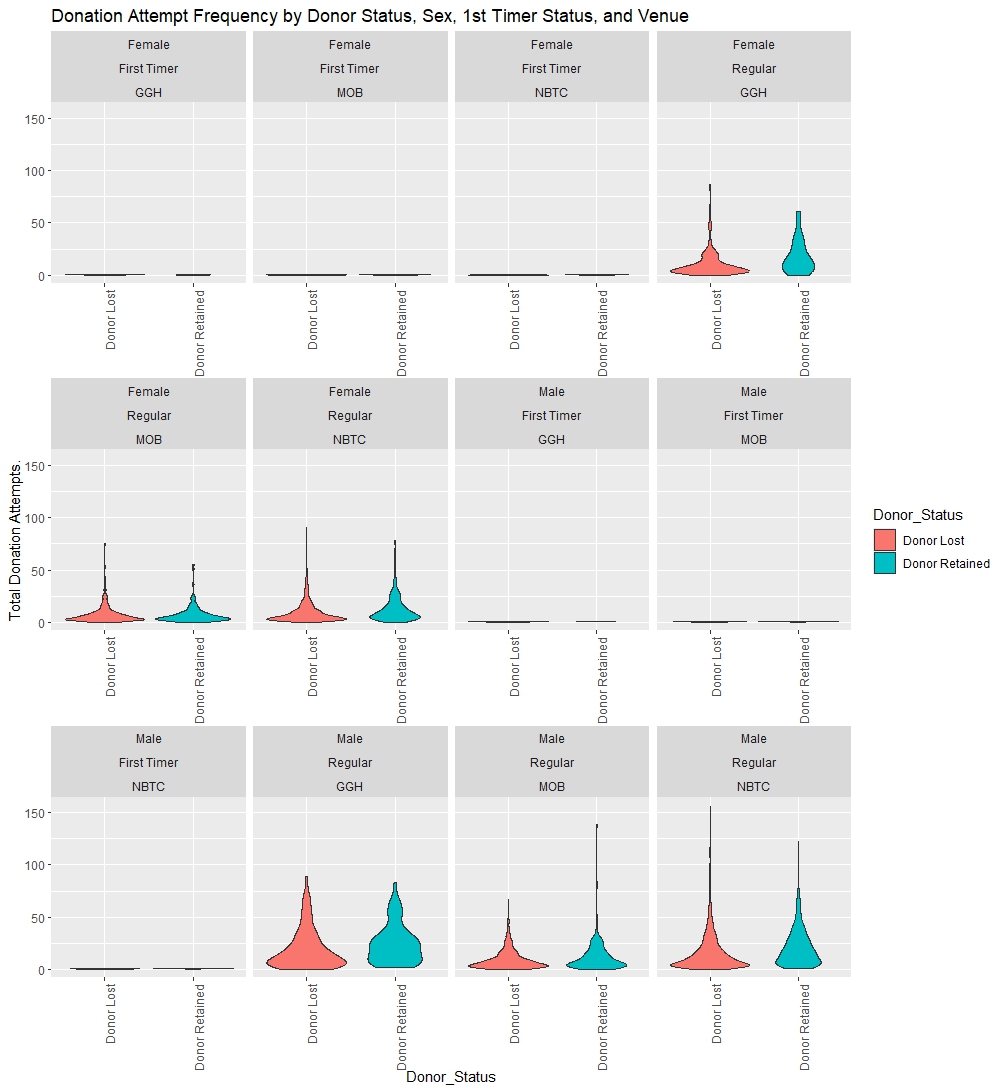 Donation Attempt Frequency by Donor Status, Sex, 1st Timer Status, and Venue
Female
First Timer
GGH
Female
First Timer
MOB
Female
First Timer
NBTC
Female
Regular
GGH
150
100
50
0
Donor Lost
Donor Retained
Donor Lost
Donor Retained
Donor Lost
Donor Retained
Donor Lost
Donor Retained
Female
Regular
MOB
Female
Regular
NBTC
Male
First Timer
GGH
Male
First Timer
MOB
Total Donation Attempts.
150
100
50
0
Donor Lost
Donor Retained
Donor Lost
Donor Retained
Donor Lost
Donor Retained
Donor Lost
Donor Retained
Male
First Timer
NBTC
Male
Regular
GGH
Male
Regular
MOB
Male
Regular
NBTC
150
100
50
0
Donor Lost
Donor Retained
Donor Lost
Donor Retained
Donor Lost
Donor Retained
Donor Lost
Donor Retained
Donor_Status
Donor_Status
Donor Lost
Donor Retained